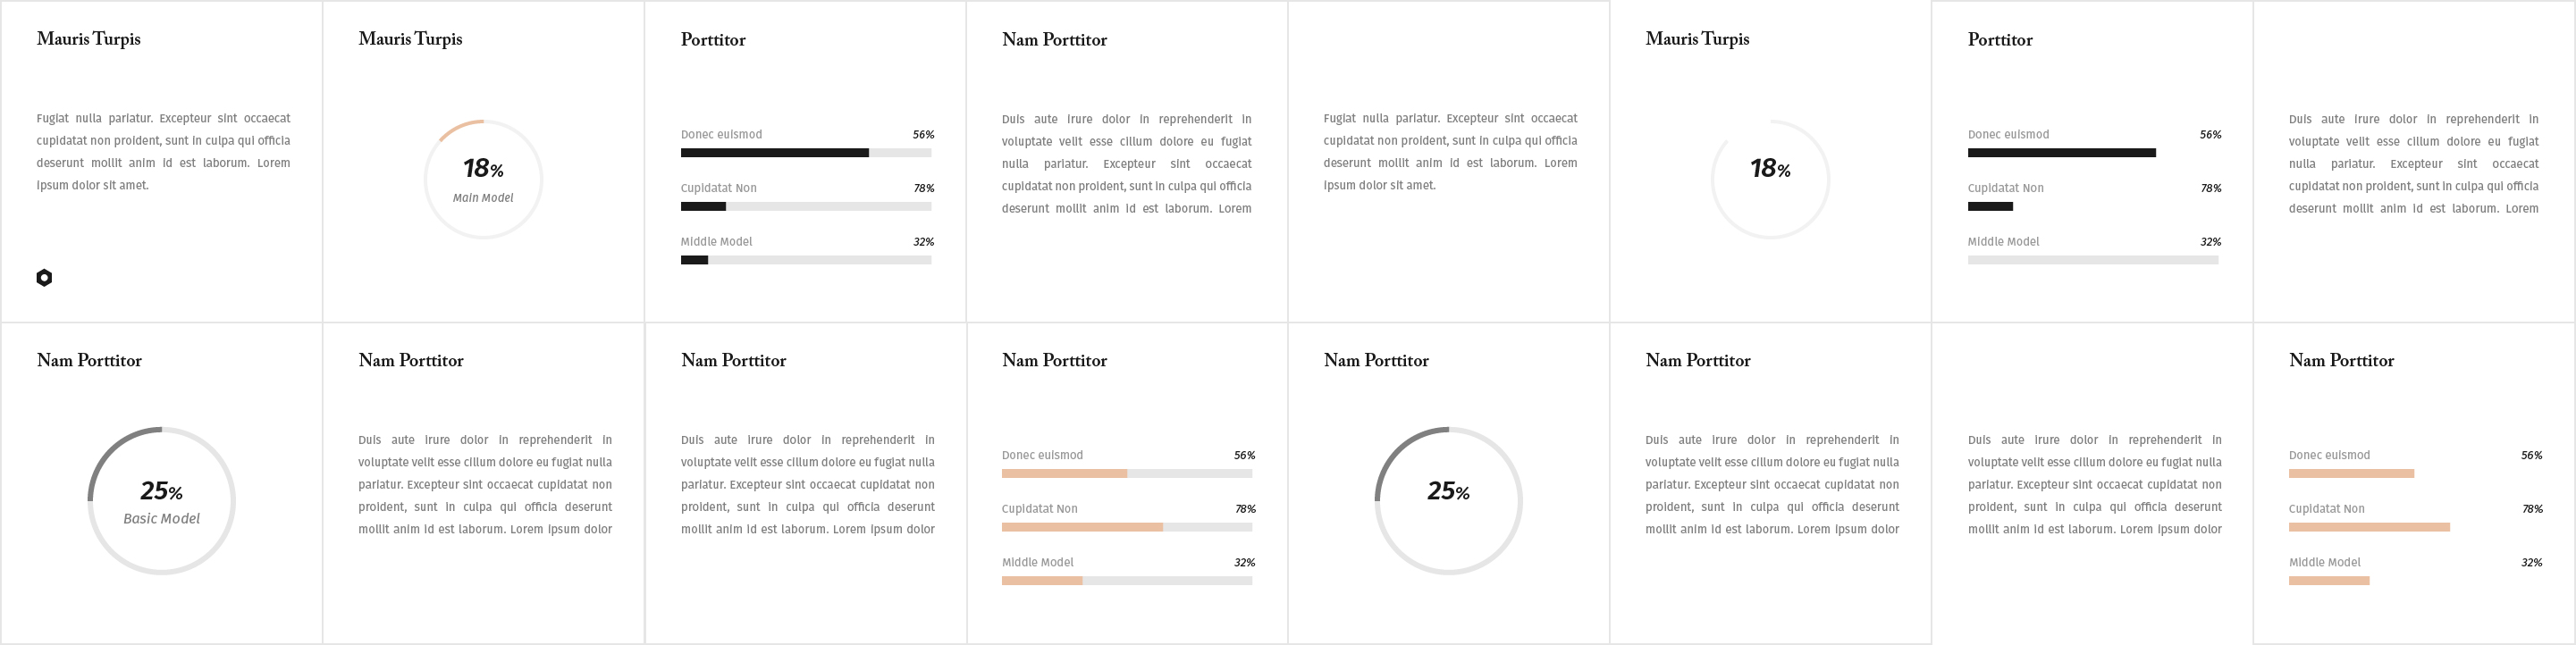 Mauris Turpis
Fugiat nulla pariatur. Excepteur sint occaecat
cupidatat non proident, sunt in culpa qui officia
deserunt mollit anim id est laborum. Lorem
ipsum dolor sit amet.
Mauris Turpis
18%
Main Model
Porttitor
Donec euismod 56%
Cupidatat Non 78%
Middle Model 32%
Nam Porttitor
Duis aute irure dolor in reprehenderit in
voluptate velit esse cillum dolore eu fugiat
nulla pariatur. Excepteur sint occaecat
cupidatat non proident, sunt in culpa qui officia
deserunt mollit anim id est laborum. Lorem
Fugiat nulla pariatur. Excepteur sint occaecat
cupidatat non proident, sunt in culpa qui officia
deserunt mollit anim id est laborum. Lorem
ipsum dolor sit amet.
Mauris Turpis
18%
Porttitor
Donec euismod 56%
Cupidatat Non 78%
Middle Model 32%
Duis aute irure dolor in reprehenderit in
voluptate velit esse cillum dolore eu fugiat
nulla pariatur. Excepteur sint occaecat
cupidatat non proident, sunt in culpa qui officia
deserunt mollit anim id est laborum. Lorem
Nam Porttitor
25%
Basic Model
Nam Porttitor
Duis aute irure dolor in reprehenderit in
voluptate velit esse cillum dolore eu fugiat nulla
pariatur. Excepteur sint occaecat cupidatat non
proident, sunt in culpa qui officia deserunt
mollit anim id est laborum. Lorem ipsum dolor
Nam Porttitor
Duis aute irure dolor in reprehenderit in
voluptate velit esse cillum dolore eu fugiat nulla
pariatur. Excepteur sint occaecat cupidatat non
proident, sunt in culpa qui officia deserunt
mollit anim id est laborum. Lorem ipsum dolor
Nam Porttitor
Donec euismod 56%
Cupidatat Non 78%
Middle Model 32%
Nam Porttitor
25%
Nam Porttitor
Duis aute irure dolor in reprehenderit in
voluptate velit esse cillum dolore eu fugiat nulla
pariatur. Excepteur sint occaecat cupidatat non
proident, sunt in culpa qui officia deserunt
mollit anim id est laborum. Lorem ipsum dolor
Duis aute irure dolor in reprehenderit in
voluptate velit esse cillum dolore eu fugiat nulla
pariatur. Excepteur sint occaecat cupidatat non
proident, sunt in culpa qui officia deserunt
mollit anim id est laborum. Lorem ipsum dolor
Nam Porttitor
Donec euismod 56%
Cupidatat Non 78%
Middle Model 32%